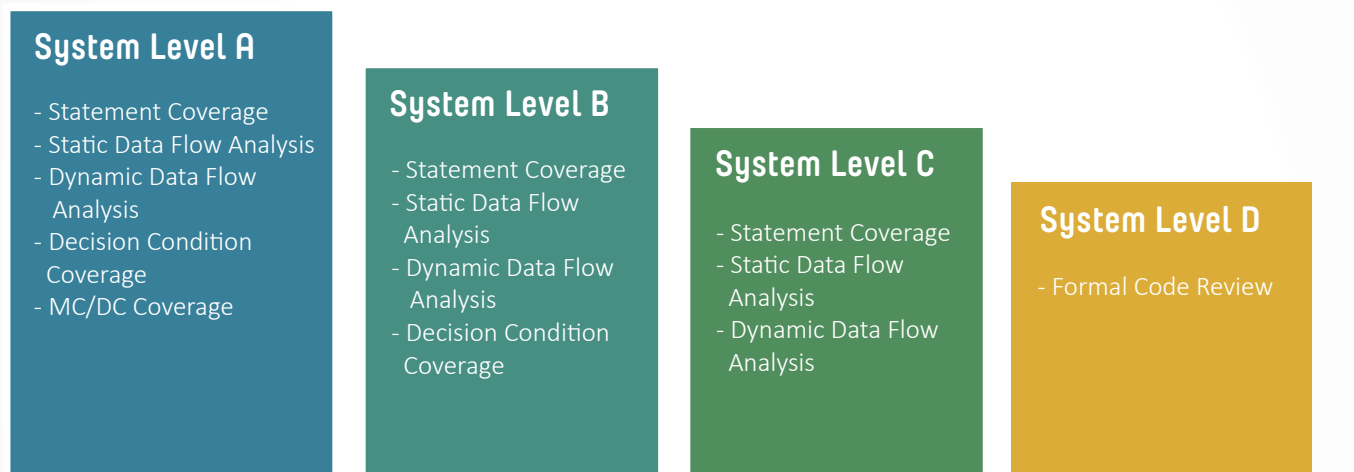 System Level A
- Statement Coverage
- Static Data Flow Analysis
- Dynamic Data Flow
Analysis
- Decision Condition
Coverage
- MC/DC Coverage
System Level B
- Statement Coverage
- Static Data Flow
Analysis
- Dynamic Data Flow
Analysis
- Decision Condition
Coverage
System Level C
- Statement Coverage
- Static Data Flow
Analysis
- Dynamic Data Flow
Analysis
System Level D
- Formal Code Review